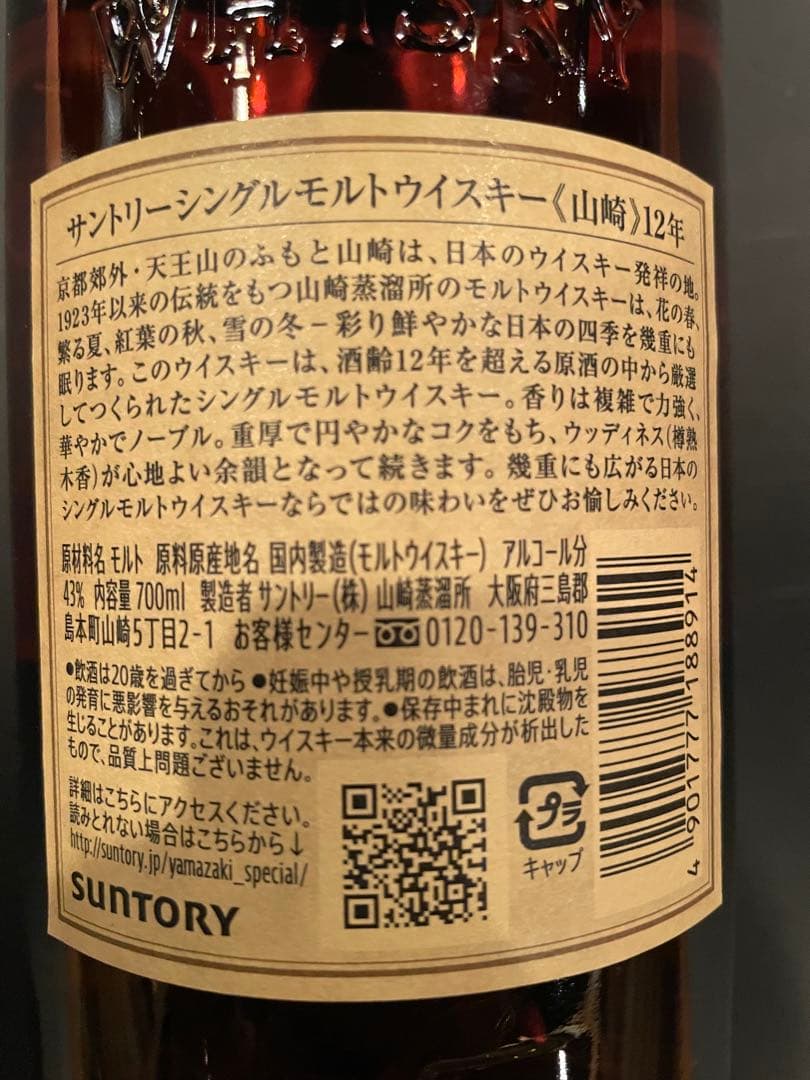 WHISKY
サントリーシングルモルトウイスキー《山崎》12年
京都郊外・天王山のふもと山崎は、日本のウイスキー発祥の地。
1923年以来の伝統をもつ山崎蒸溜所のモルトウイスキーは、花の春、
繁る夏、紅葉の秋、雪の冬－彩り鮮やかな日本の四季を幾重にも
眠ります。このウイスキーは、酒齢12年を超える原酒の中から厳選
してつくられたシングルモルトウイスキー。香りは複雑で力強く、
華やかでノーブル。重厚で円やかなコクをもち、ウッディネス(樽熟
木香)が心地よい余韻となって続きます。幾重にも広がる日本の
シングルモルトウイスキーならではの味わいをぜひお愉しみください。
原材料名 モルト 原料原産地名 国内製造(モルトウイスキー) アルコール分
43% 内容量 700ml 製造者 サントリー(株) 山崎蒸溜所 大阪府三島郡
島本町山崎5丁目2-1 お客様センター 0120-139-310
●飲酒は20歳を過ぎてから ●妊娠中や授乳期の飲酒は、胎児・乳児
の発育に悪影響を与えるおそれがあります。●保存中まれに沈殿物を
生じることがあります。これは、ウイスキー本来の微量成分が析出した
もので、品質上問題ございません。
詳細はこちらにアクセスください。
読みとれない場合はこちらから↓
http://suntory.jp/yamazaki_special/
SUNTORY
プラ
キャップ
4 901777 188914